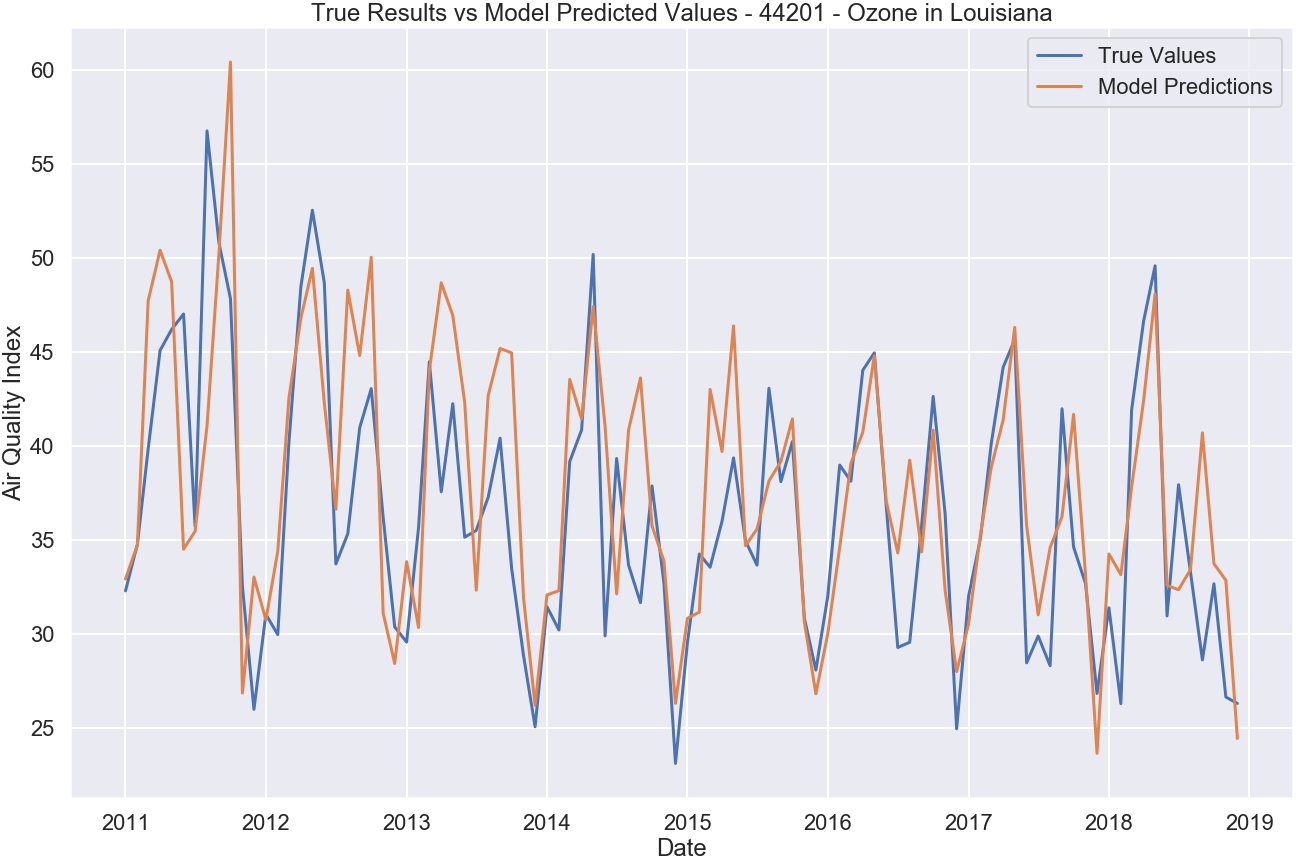 True Results vs Model Predicted Values - 44201 - Ozone in Louisiana
True Values
Model Predictions
Air Quality Index
60
55
50
45
40
35
30
25
2011 2012 2013 2014 2015 2016 2017 2018 2019
Date